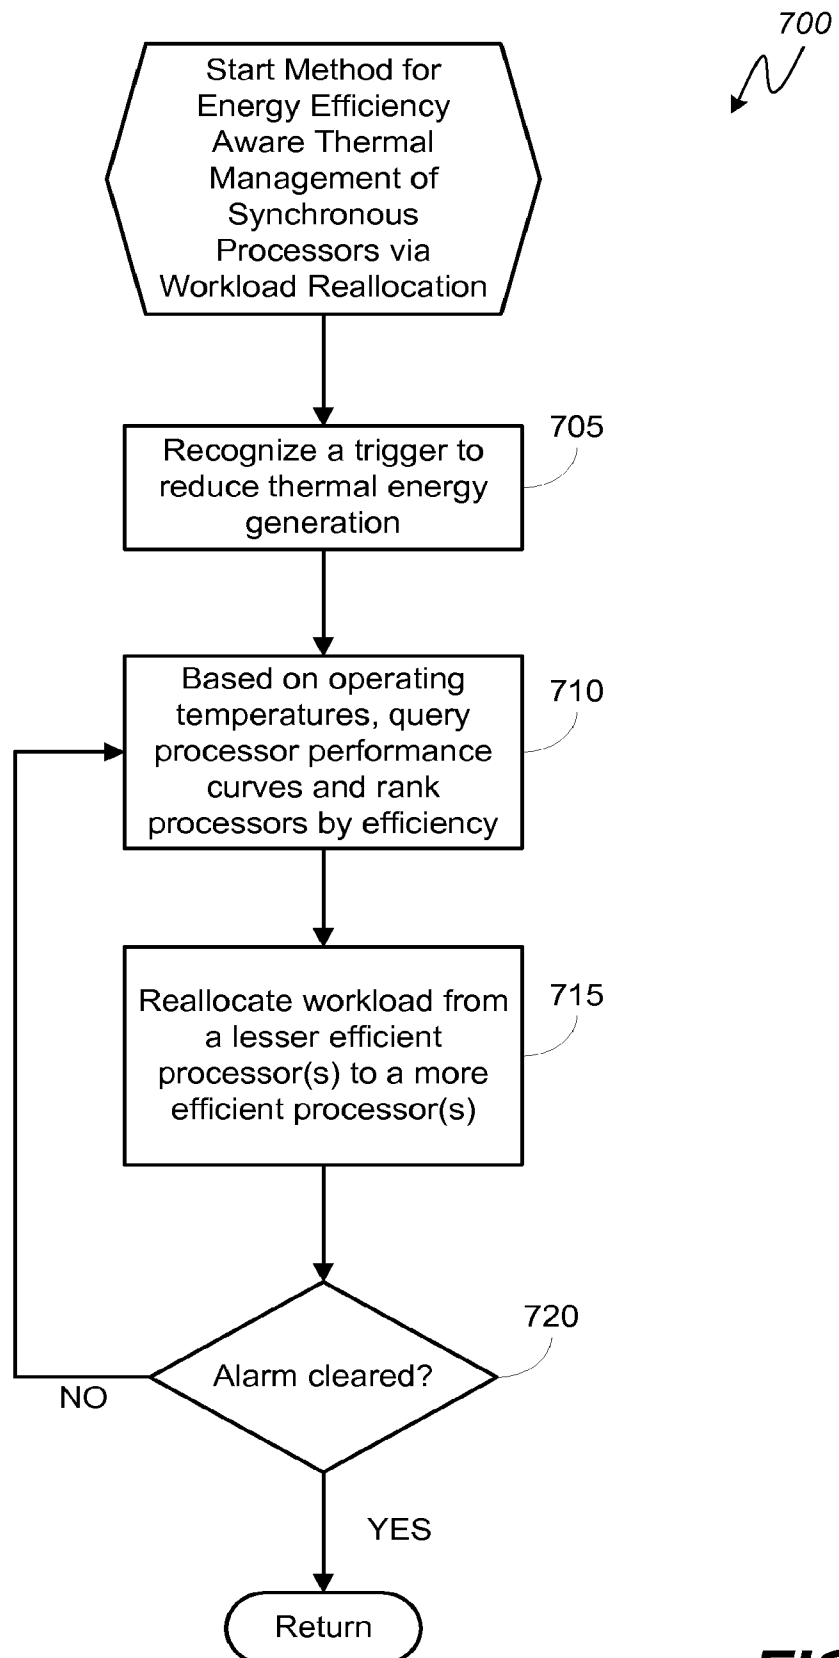 700
Start Method for
Energy Efficiency
Aware Thermal
Management of
Synchronous
Processors via
Workload Reallocation
705
Recognize a trigger to
reduce thermal energy
generation
710
Based on operating
temperatures, query
processor performance
curves and rank
processors by efficiency
715
Reallocate workload from
a lesser efficient
processor(s) to a more
efficient processor(s)
720
Alarm cleared?
NO
YES
Return